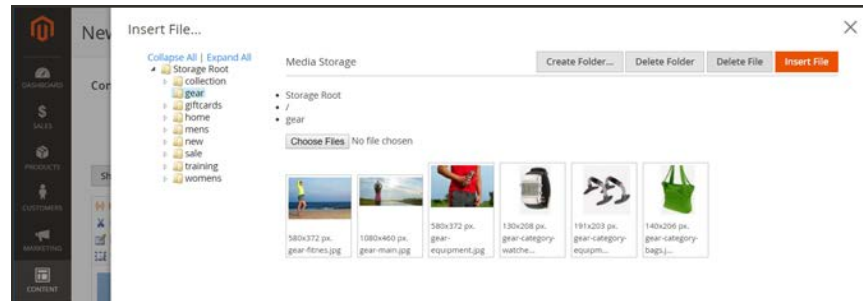 New
Insert File...
Collapse All | Expand All
Storage Root
collection
gear
giftcards
home
mens
new
sale
training
womens
Media Storage
Create Folder...
Delete Folder
Delete File
Insert File
Storage Root
/
gear
Choose Files No file chosen
580x372 px.
gear-fitnes.jpg
1080x460 px.
gear-main.jpg
580x372 px.
gear-
equipment.jpg
130x208 px.
gear-category-
watche...
191x203 px.
gear-category-
equipm...
140x206 px.
gear-category-
bags.j...
DASHBOARD
Cor
SALES
PRODUCTS
Sh
CUSTOMERS
MARKETING
CONTENT